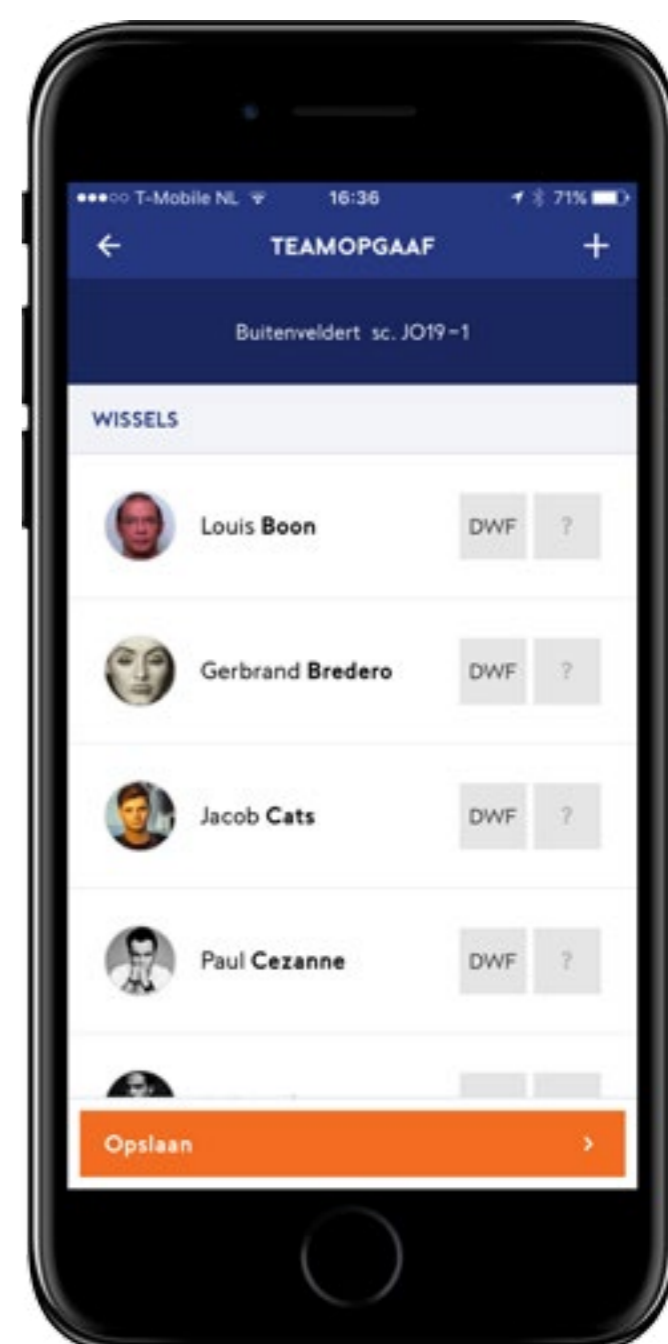 T-Mobile NL 16:36 71%
TEAMOPGAAF
Buitenveldert sc. JO19-1
WISSELS
Louis Boon DWF ?
Gerbrand Bredero DWF ?
Jacob Cats DWF ?
Paul Cezanne DWF ?
Opslaan